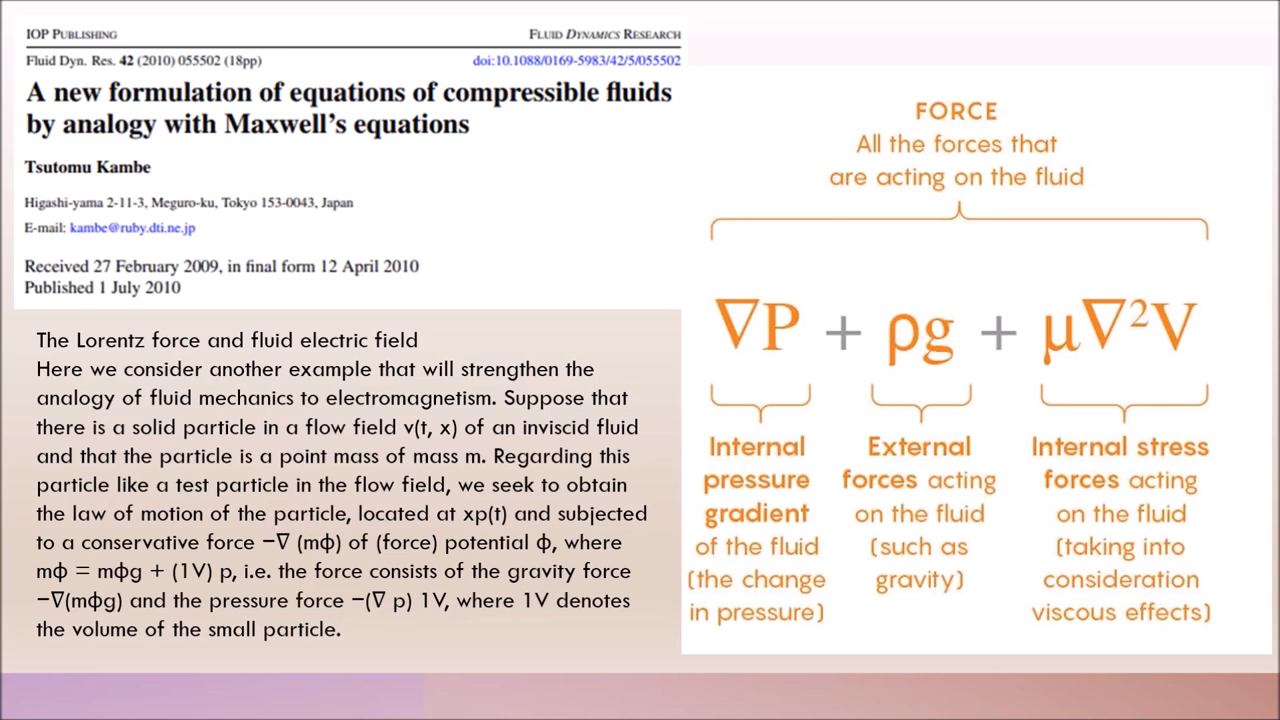 IOP PUBLISHING
FLUID DYNAMICS RESEARCH
Fluid Dyn. Res. 42 (2010) 055502 (18pp)
doi:10.1088/0169-5983/42/5/055502
A new formulation of equations of compressible fluids
by analogy with Maxwell's equations
Tsutomu Kambe
Higashi-yama 2-11-3, Meguro-ku, Tokyo 153-0043, Japan
E-mail: kambe@ruby.dti.ne.jp
Received 27 February 2009, in final form 12 April 2010
Published 1 July 2010
The Lorentz force and fluid electric field
Here we consider another example that will strengthen the
analogy of fluid mechanics to electromagnetism. Suppose that
there is a solid particle in a flow field v(t, x) of an inviscid fluid
and that the particle is a point mass of mass m. Regarding this
particle like a test particle in the flow field, we seek to obtain
the law of motion of the particle, located at xp(t) and subjected
to a conservative force −∇ (mϕ) of (force) potential ϕ, where
mϕ = mϕg + (1V) p, i.e. the force consists of the gravity force
−∇(mϕg) and the pressure force −(∇ p) 1V, where 1V denotes
the volume of the small particle.
FORCE
All the forces that
are acting on the fluid
∇P + ρg + μ∇²V
Internal
pressure
gradient
of the fluid
(the change
in pressure)
External
forces acting
on the fluid
(such as
gravity)
Internal stress
forces acting
on the fluid
(taking into
consideration
viscous effects)